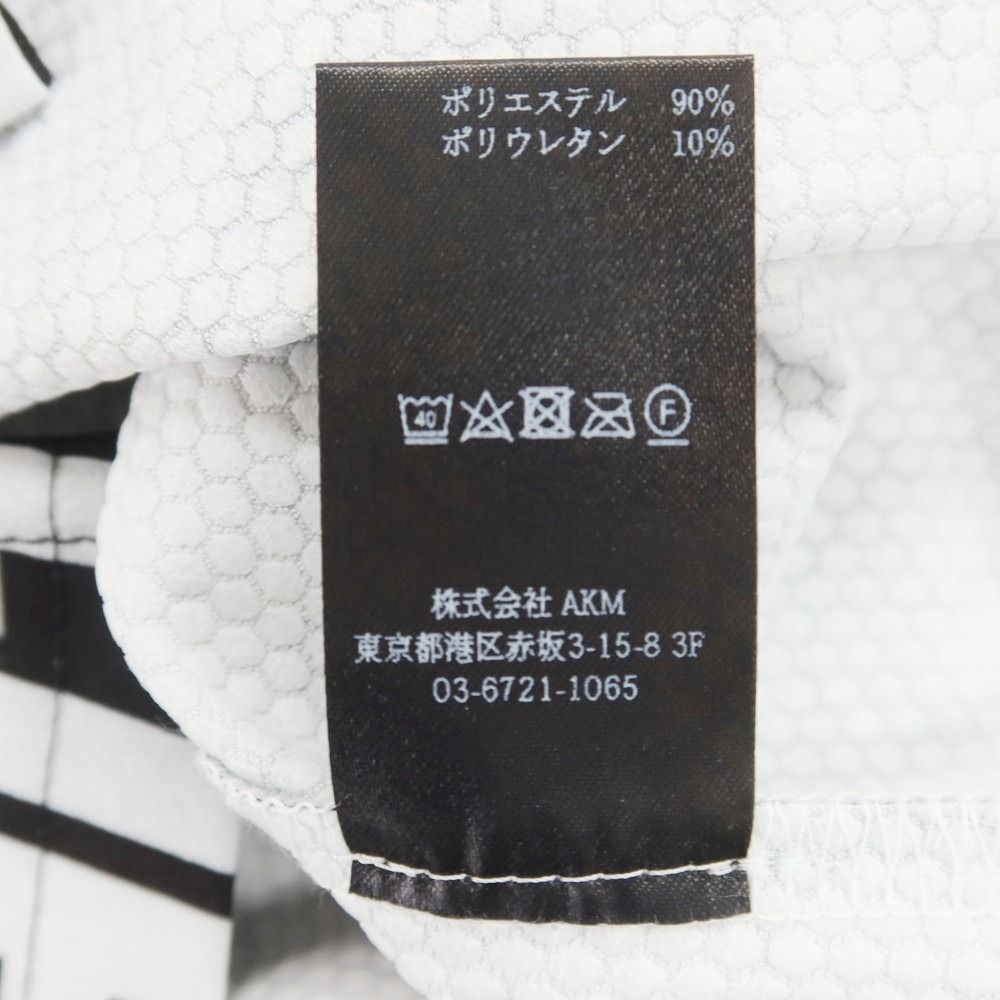 ポリエステル 90%
ポリウレタン 10%
40 F
株式会社 AKM
東京都港区赤坂3-15-8 3F
03-6721-1065